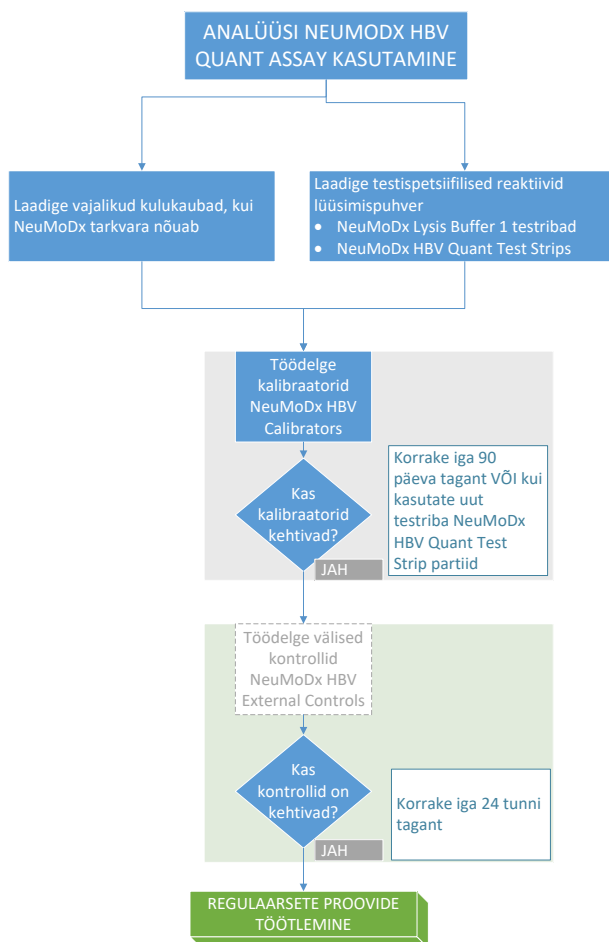 ANALÜÜSI NEUMODX HBV
QUANT ASSAY KASUTAMINE
Laadige vajalikud kulukaubad, kui
NeuMoDx tarkvara nõuab
Laadige testispetsiifilised reaktiivid
lüüsimispuhver
• NeuMoDx Lysis Buffer 1 testribad
• NeuMoDx HBV Quant Test Strips
Töödelge
kalibraatorid
NeuMoDx HBV
Calibrators
Kas
kalibraatorid
kehtivad?
JAH
Korrake iga 90
päeva tagant VÕI kui
kasutate uut
testriba NeuMoDx
HBV Quant Test
Strip partiid
Töödelge välised
kontrollid
NeuMoDx HBV
External Controls
Kas
kontrollid on
kehtivad?
JAH
Korrake iga 24 tunni
tagant
REGULAARSETE PROOVIDE
TÖÖTLEMINE